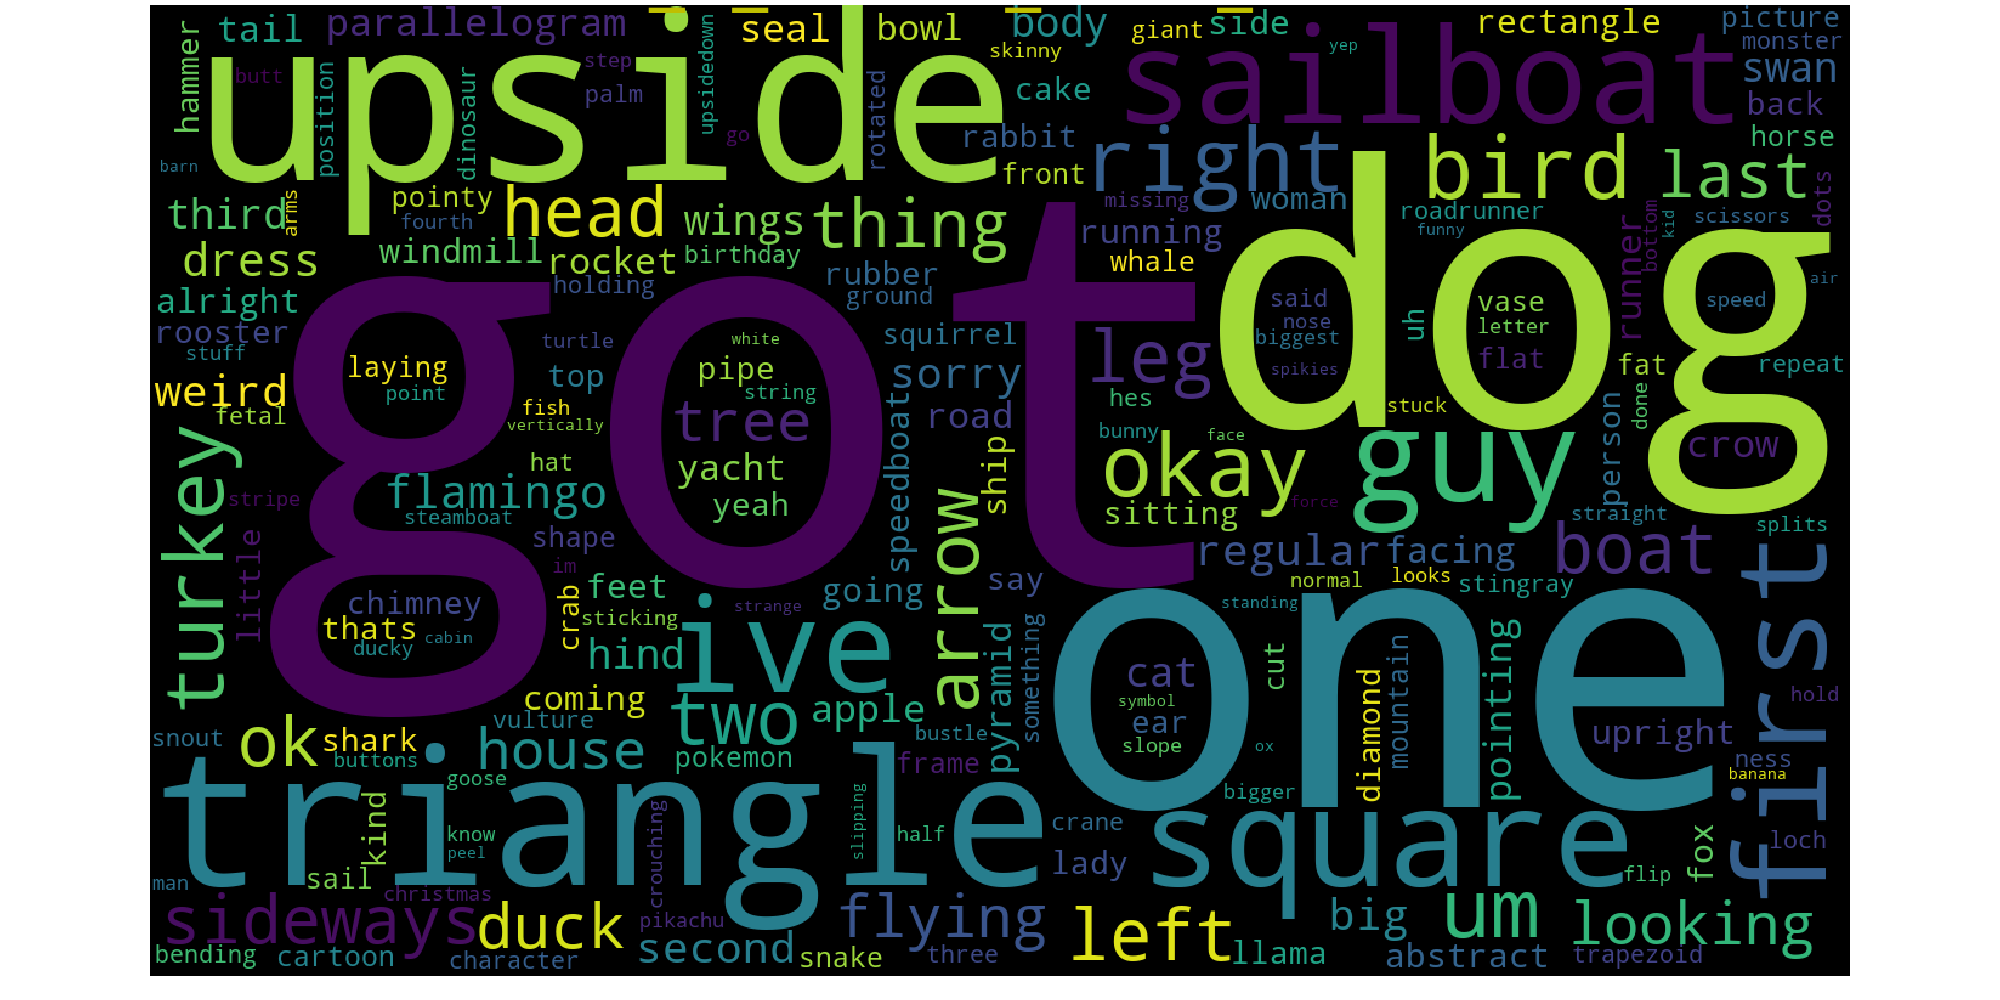 tail
parallelogram
seal
bowl
body
giant
side
rectangle
picture
hammer
butt
upside
step
palm
upsidedown
skinny
yep
monster
sailboat
swan
position
dinosaur
go
rotated
cake
rabbit
right
back
horse
barn
front
bird
last
third
arms
pointy
fourth
head
wings
thing
missing
woman
roadrunner
funny
kid
scissors
dots
dress
windmill
rocket
birthday
running
whale
dog
runner
bottom
air
alright
holding
rubber
ground
got
said
nose
biggest
spikies
uh
vase
letter
flat
speed
rooster
stuff
turtle
white
squirrel
leg
fat
repeat
laying
point
top
pipe
string
sorry
weird
fetal
fish
vertically
tree
road
hes
stuck
done
bunny
face
crow
turkey
hat
yacht
speedboat
ship
okay
guy
person
stripe
flamingo
steamboat
yeah
arrow
sitting
force
straight
splits
little
shape
im
say
regular
facing
boat
first
chimney
thats
ducky
cabin
crab
feet
sticking
strange
going
normal
looks
stingray
standing
hind
ive
pyramid
something
one
cat
symbol
ear
slope
cut
diamond
mountain
pointing
hold
coming
vulture
two
apple
upright
snout
ok
shark
buttons
house
pokemon
bustle
frame
ox
ness
banana
triangle
goose
kind
know
peel
crouching
slipping
half
crane
bigger
square
fox
loch
man
sail
christmas
lady
flip
sideways
duck
pikachu
flying
left
big
um
looking
bending
cartoon
character
second
snake
three
llama
abstract
trapezoid